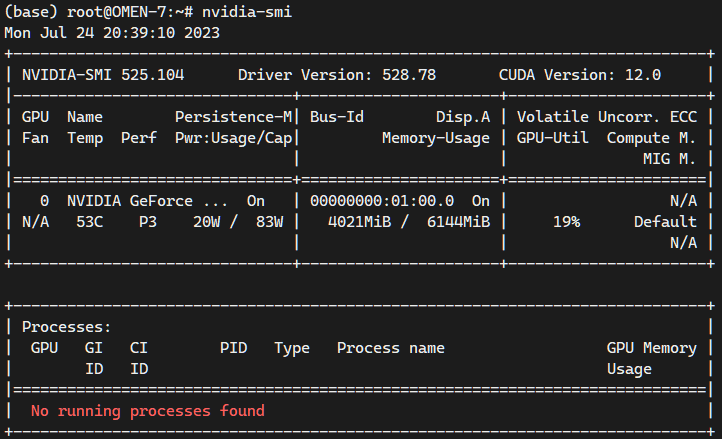 (base) root@OMEN-7:~# nvidia-smi
Mon Jul 24 20:39:10 2023
+-----------------------------------------------------------------------------+
| NVIDIA-SMI 525.104      Driver Version: 528.78       CUDA Version: 12.0     |
|-------------------------------+----------------------+----------------------+
| GPU  Name        Persistence-M| Bus-Id        Disp.A | Volatile Uncorr. ECC |
| Fan  Temp  Perf  Pwr:Usage/Cap|         Memory-Usage | GPU-Util  Compute M. |
|                               |                      |               MIG M. |
|===============================+======================+======================|
|   0  NVIDIA GeForce ...  On   | 00000000:01:00.0  On |                  N/A |
| N/A   53C    P3    20W /  83W |   4021MiB /  6144MiB |     19%      Default |
|                               |                      |                  N/A |
+-------------------------------+----------------------+----------------------+

+-----------------------------------------------------------------------------+
| Processes:                                                                  |
|  GPU   GI   CI        PID   Type   Process name                  GPU Memory |
|        ID   ID                                                   Usage      |
|=============================================================================|
|  No running processes found                                                 |
+-----------------------------------------------------------------------------+